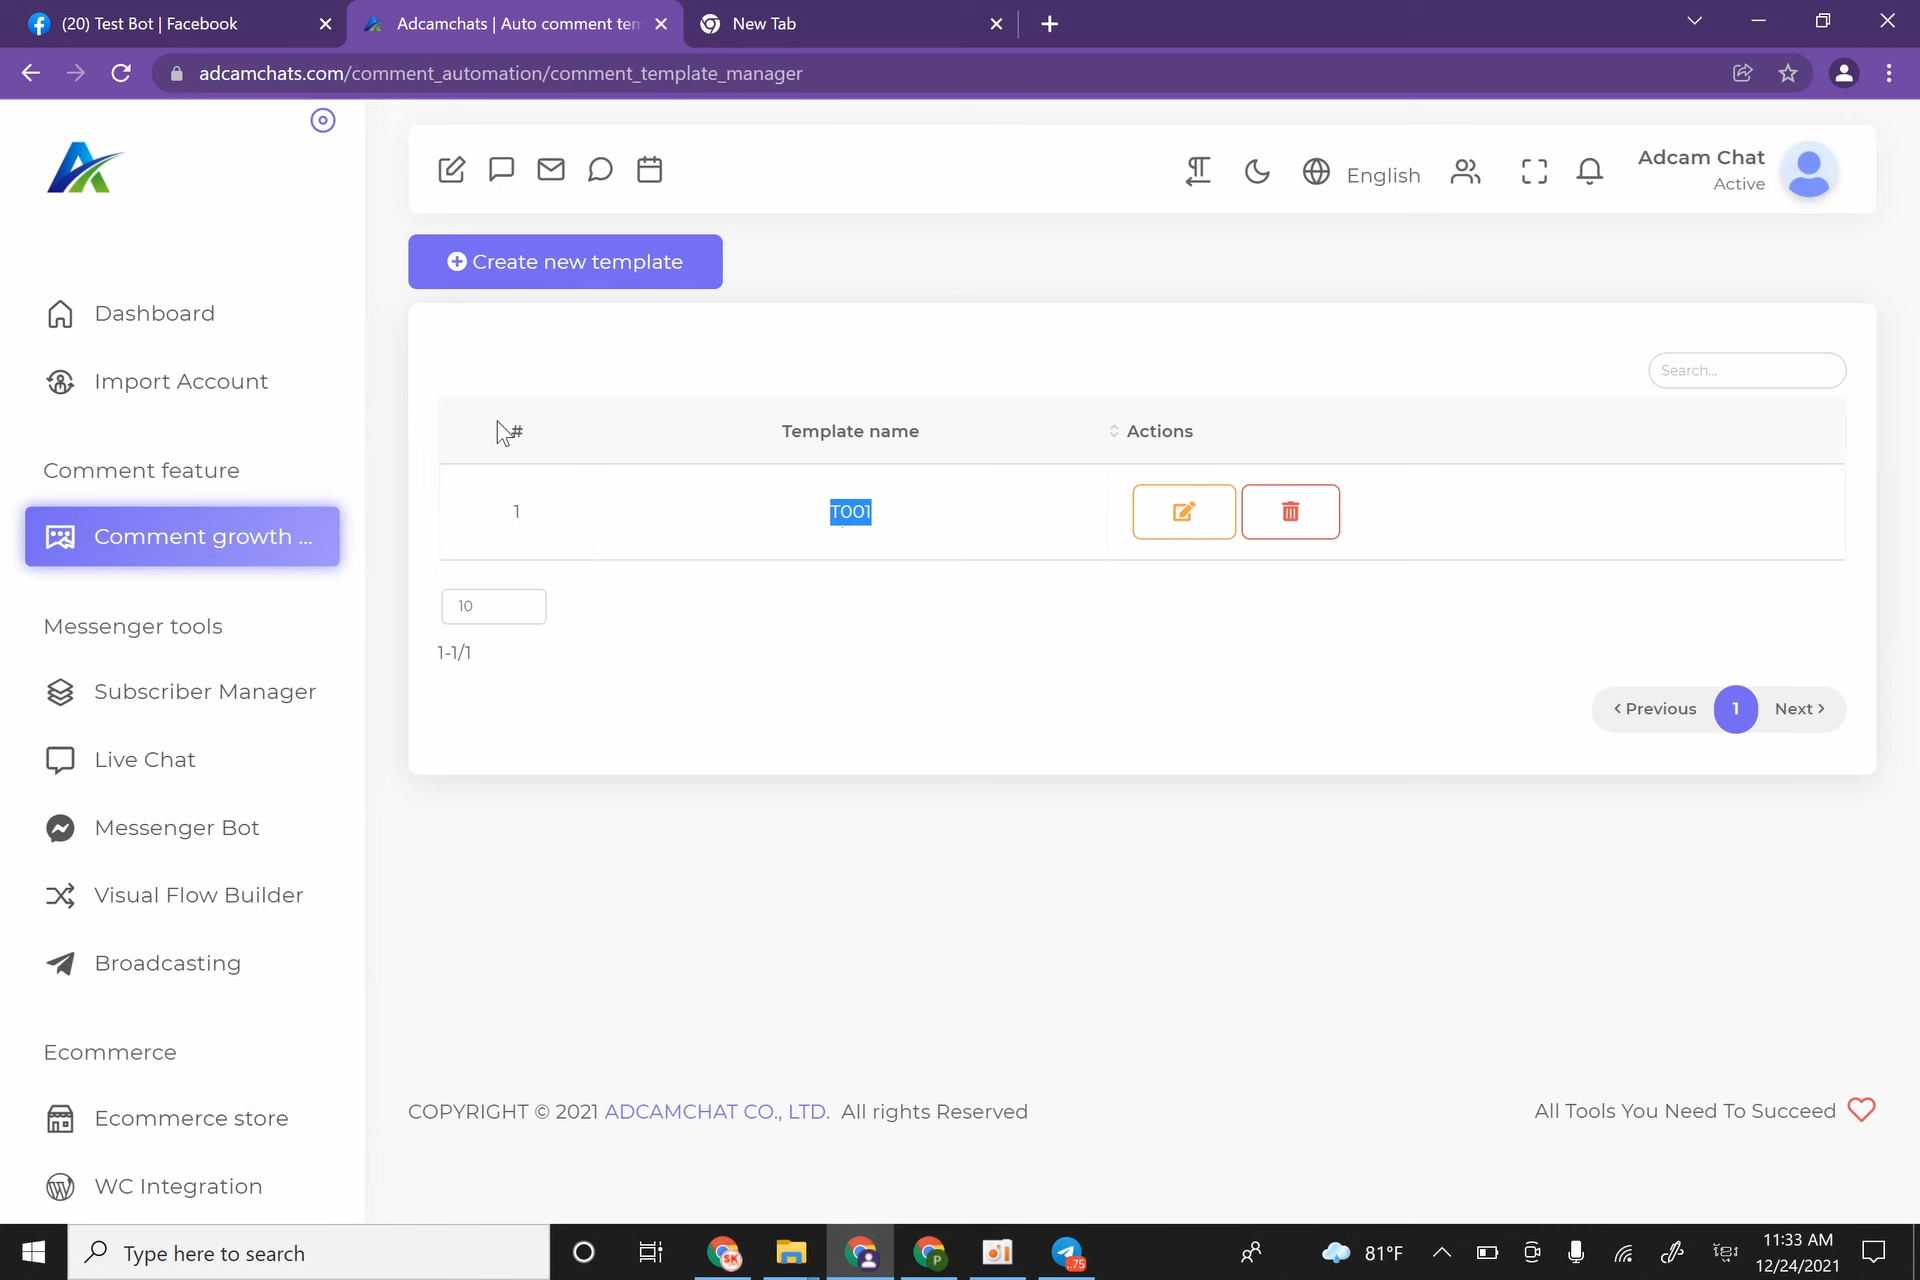 (20) Test Bot | Facebook
Adcamchats | Auto comment tem
New Tab
adcamchats.com/comment_automation/comment_template_manager
English
Adcam Chat
Active
Create new template
Dashboard
Import Account
Comment feature
Comment growth ...
Messenger tools
Subscriber Manager
Live Chat
Messenger Bot
Visual Flow Builder
Broadcasting
Ecommerce
Ecommerce store
WC Integration
Search...
# Template name Actions
1 T001
10
1-1/1
Previous 1 Next
COPYRIGHT © 2021 ADCAMCHAT CO., LTD. All rights Reserved
All Tools You Need To Succeed
Type here to search
SK
P
..75
81°F
11:33 AM
12/24/2021